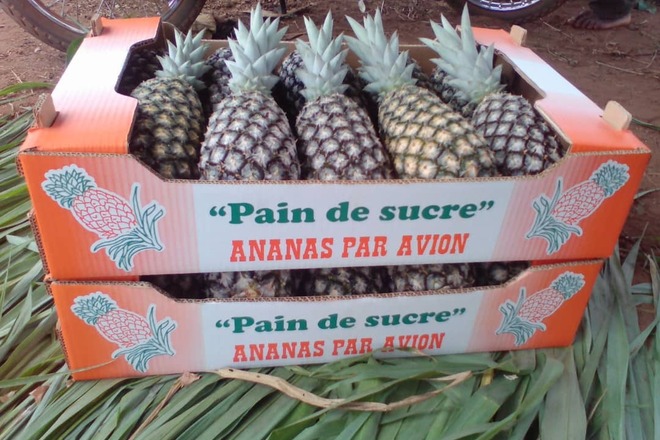 “Pain de sucre”
ANANAS PAR AVION
“Pain de sucre”
ANANAS PAR AVION